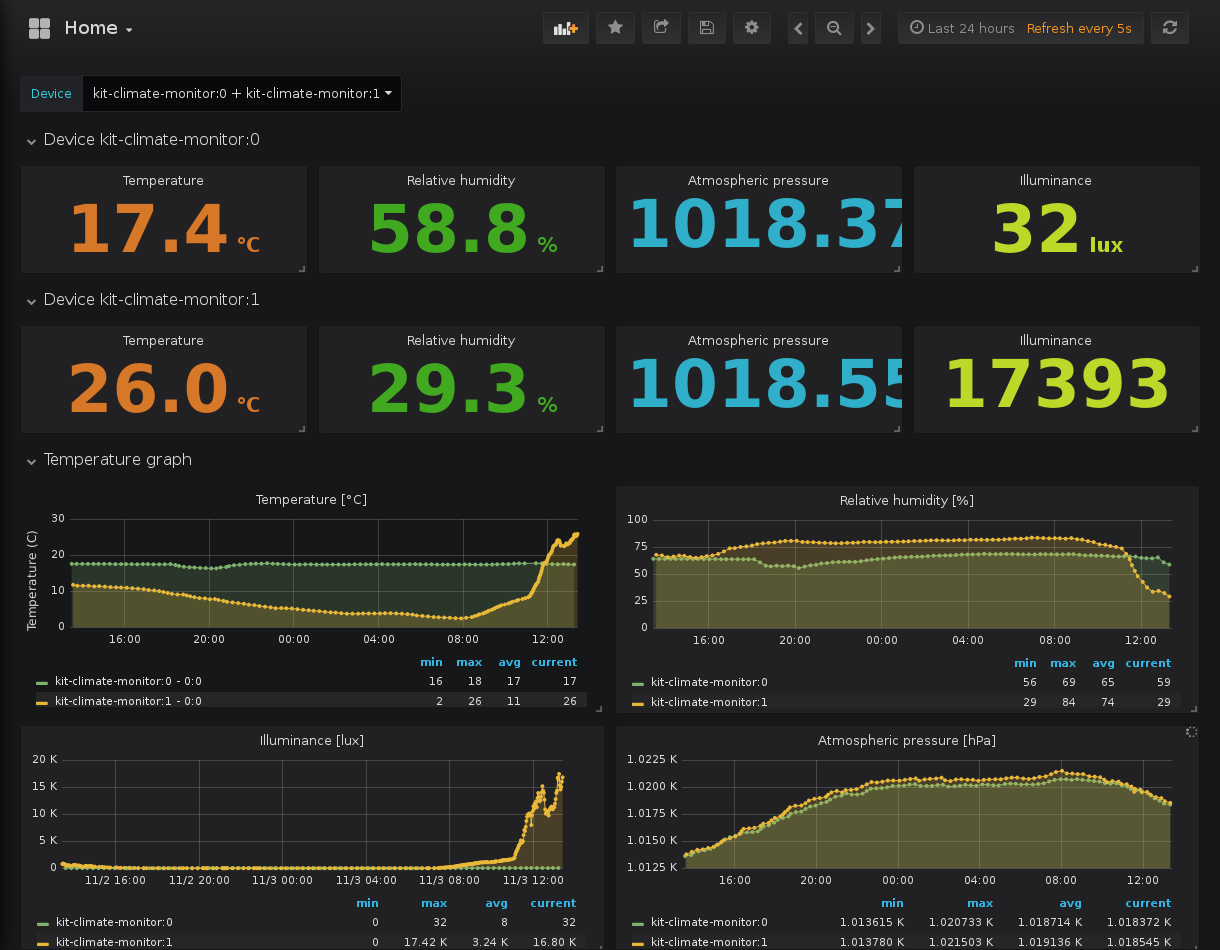 Home
Last 24 hours Refresh every 5s
Device kit-climate-monitor:0 + kit-climate-monitor:1
Device kit-climate-monitor:0
Temperature Relative humidity Atmospheric pressure Illuminance
17.4 °C 58.8 % 1018.37 32 lux
Device kit-climate-monitor:1
Temperature Relative humidity Atmospheric pressure Illuminance
26.0 °C 29.3 % 1018.55 17393
Temperature graph
Temperature [°C]
Temperature (C)
30
20
10
0
16:00 20:00 00:00 04:00 08:00 12:00
min max avg current
kit-climate-monitor:0 - 0:0 16 18 17 17
kit-climate-monitor:1 - 0:0 2 26 11 26
Relative humidity [%]
100
75
50
25
0
16:00 20:00 00:00 04:00 08:00 12:00
min max avg current
kit-climate-monitor:0 56 69 65 59
kit-climate-monitor:1 29 84 74 29
Illuminance [lux]
20 K
15 K
10 K
5 K
0
11/2 16:00 11/2 20:00 11/3 00:00 11/3 04:00 11/3 08:00 11/3 12:00
min max avg current
kit-climate-monitor:0 0 32 8 32
kit-climate-monitor:1 0 17.42 K 3.24 K 16.80 K
Atmospheric pressure [hPa]
1.0225 K
1.0200 K
1.0175 K
1.0150 K
1.0125 K
16:00 20:00 00:00 04:00 08:00 12:00
min max avg current
kit-climate-monitor:0 1.013615 K 1.020733 K 1.018714 K 1.018372 K
kit-climate-monitor:1 1.013780 K 1.021503 K 1.019136 K 1.018545 K